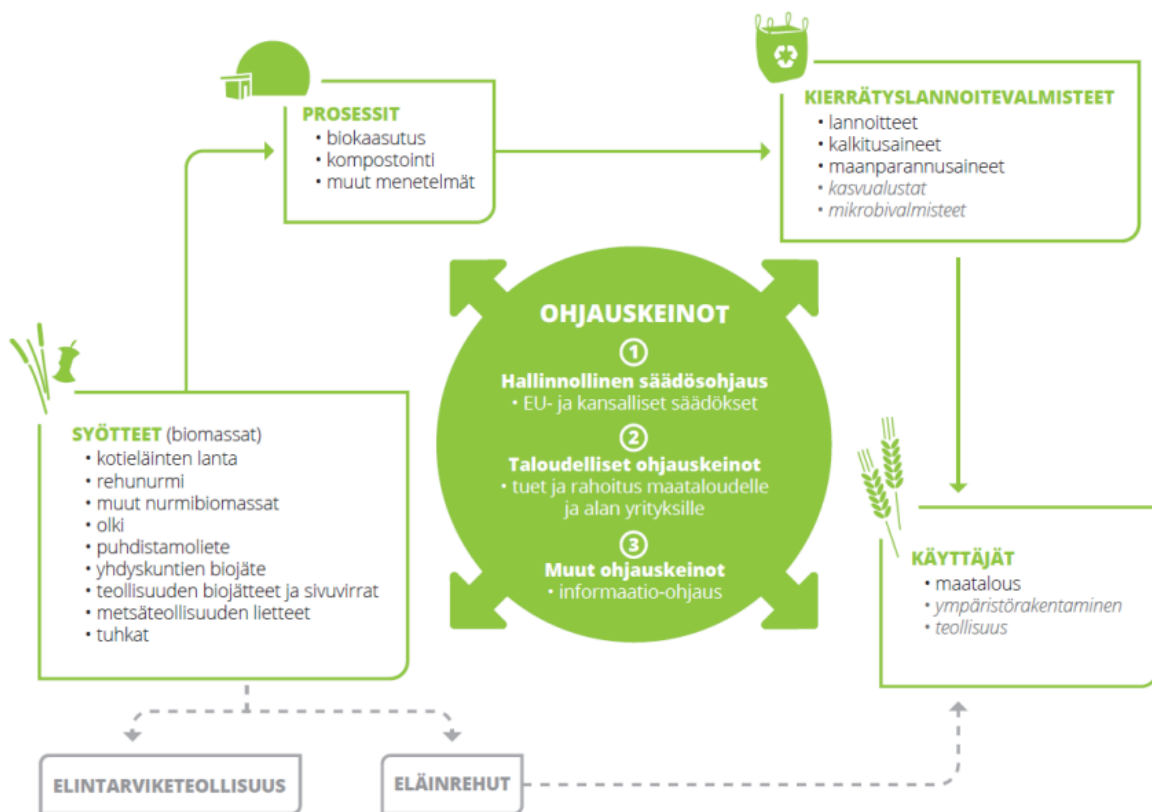 PROSESSIT
• biokaasutus
• kompostointi
• muut menetelmät
KIERRÄTYSLANNOITEVALMISTEET
• lannoitteet
• kalkitusaineet
• maanparannusaineet
• kasvualustat
• mikrobivalmisteet
OHJAUSKEINOT
1
Hallinnollinen säädösohjaus
• EU- ja kansalliset säädökset
2
Taloudelliset ohjauskeinot
• tuet ja rahoitus maataloudelle
ja alan yrityksille
3
Muut ohjauskeinot
• informaatio-ohjaus
SYÖTTEET (biomassat)
• kotieläinten lanta
• rehunurmi
• muut nurmibiomassat
• olki
• puhdistamoliete
• yhdyskuntien biojäte
• teollisuuden biojätteet ja sivuvirrat
• metsäteollisuuden lietteet
• tuhkat
KÄYTTÄJÄT
• maatalous
• ympäristörakentaminen
• teollisuus
ELINTARVIKETEOLLISUUS
ELÄINREHUT